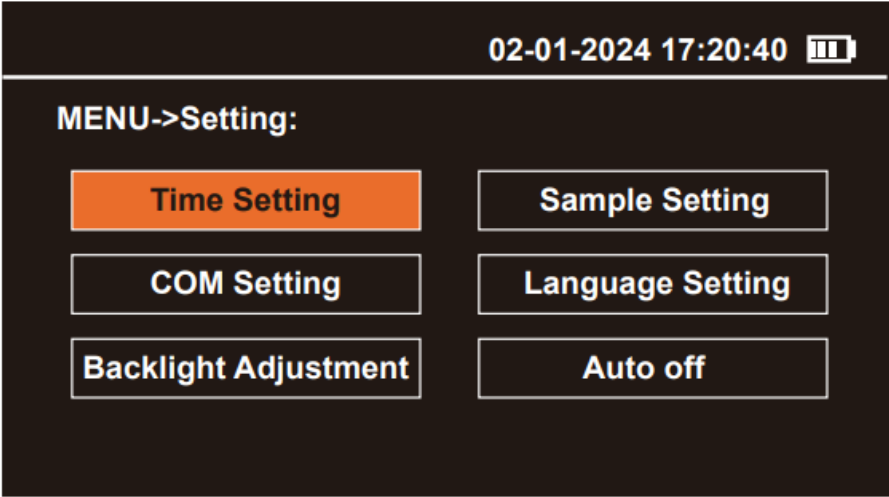 02-01-2024 17:20:40
MENU->Setting:
Time Setting
Sample Setting
COM Setting
Language Setting
Backlight Adjustment
Auto off